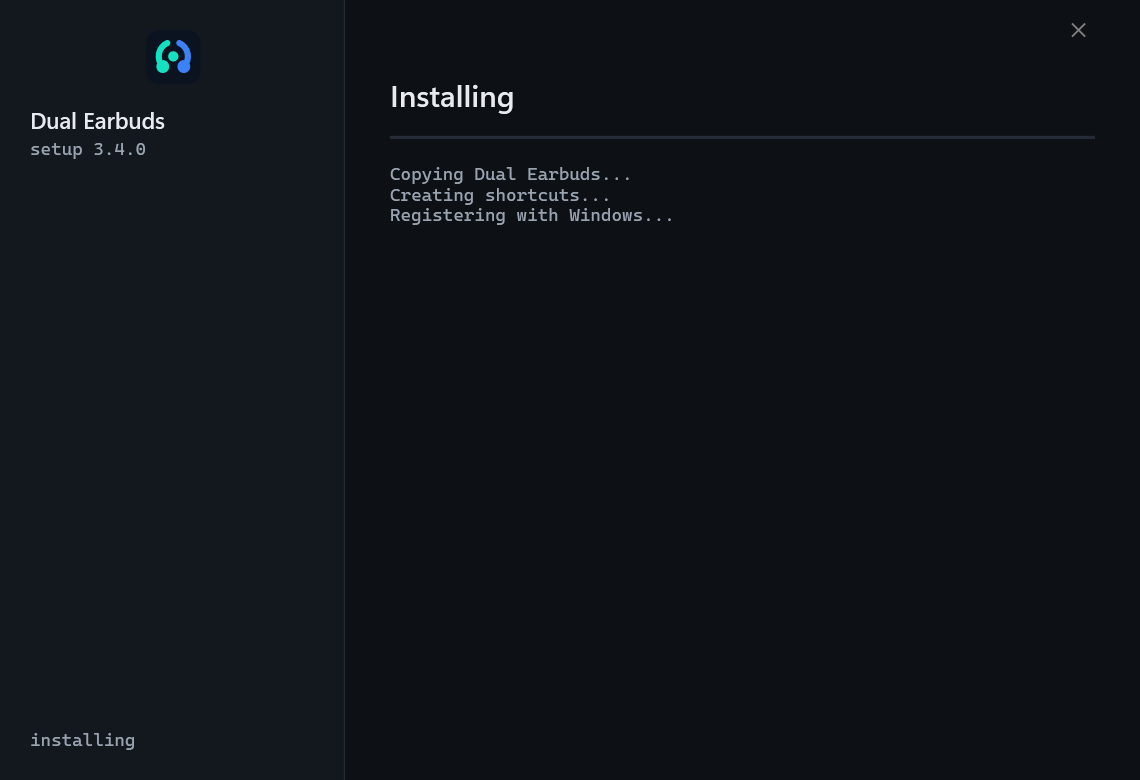 Dual Earbuds
setup 3.4.0
Installing
Copying Dual Earbuds...
Creating shortcuts...
Registering with Windows...
installing